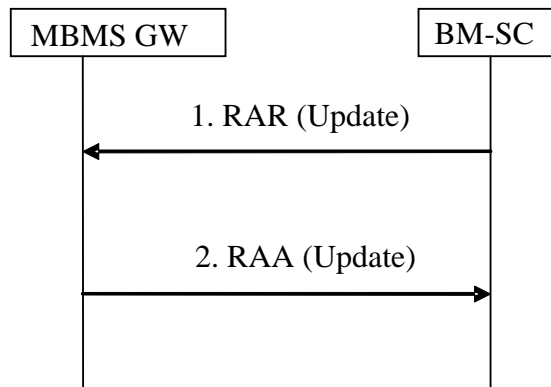 MBMS GW
BM-SC
1. RAR (Update)
2. RAA (Update)